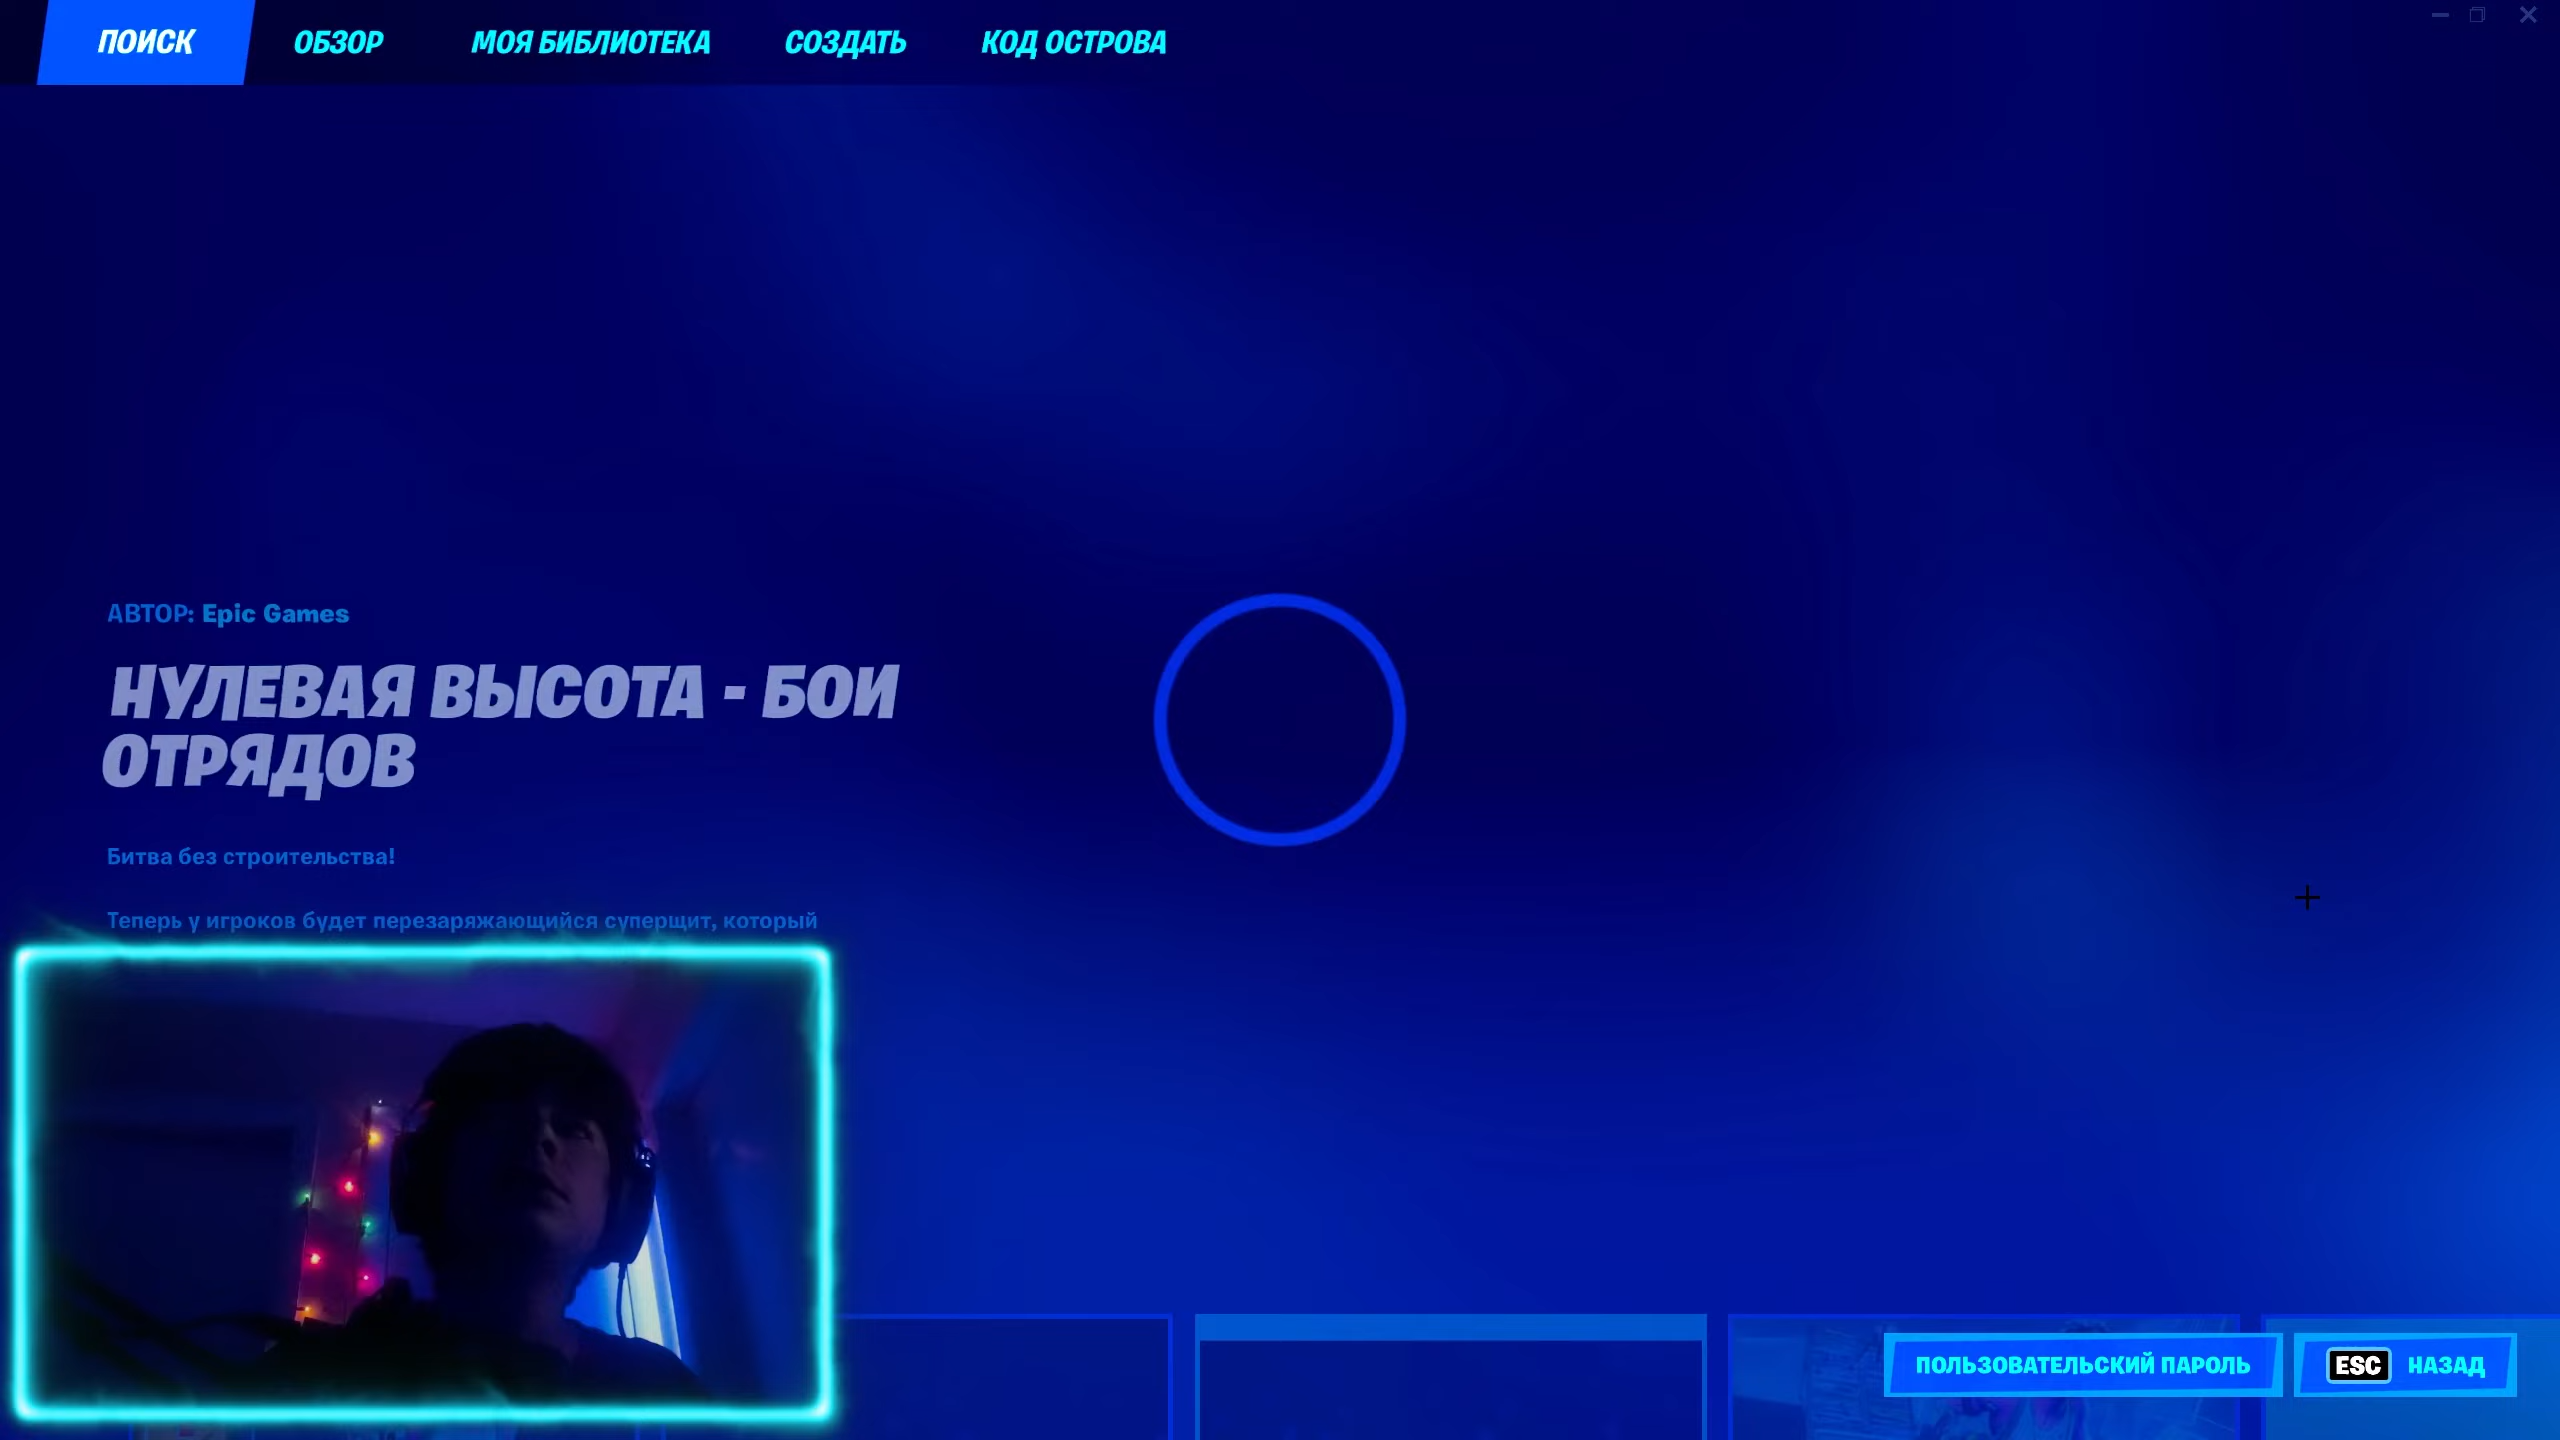 ПОИСК
ОБЗОР
МОЯ БИБЛИОТЕКА
СОЗДАТЬ
КОД ОСТРОВА
АВТОР: Epic Games
НУЛЕВАЯ ВЫСОТА - БОИ
ОТРЯДОВ
Битва без строительства!
Теперь у игроков будет перезаряжающийся суперщит, который
ПОЛЬЗОВАТЕЛЬСКИЙ ПАРОЛЬ
ESC НАЗАД